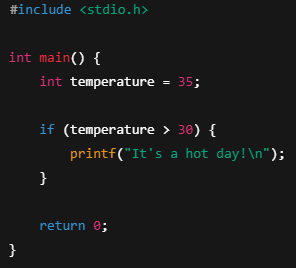 #include <stdio.h>
int main() {
    int temperature = 35;
    if (temperature > 30) {
        printf("It's a hot day!\n");
    }
    return 0;
}